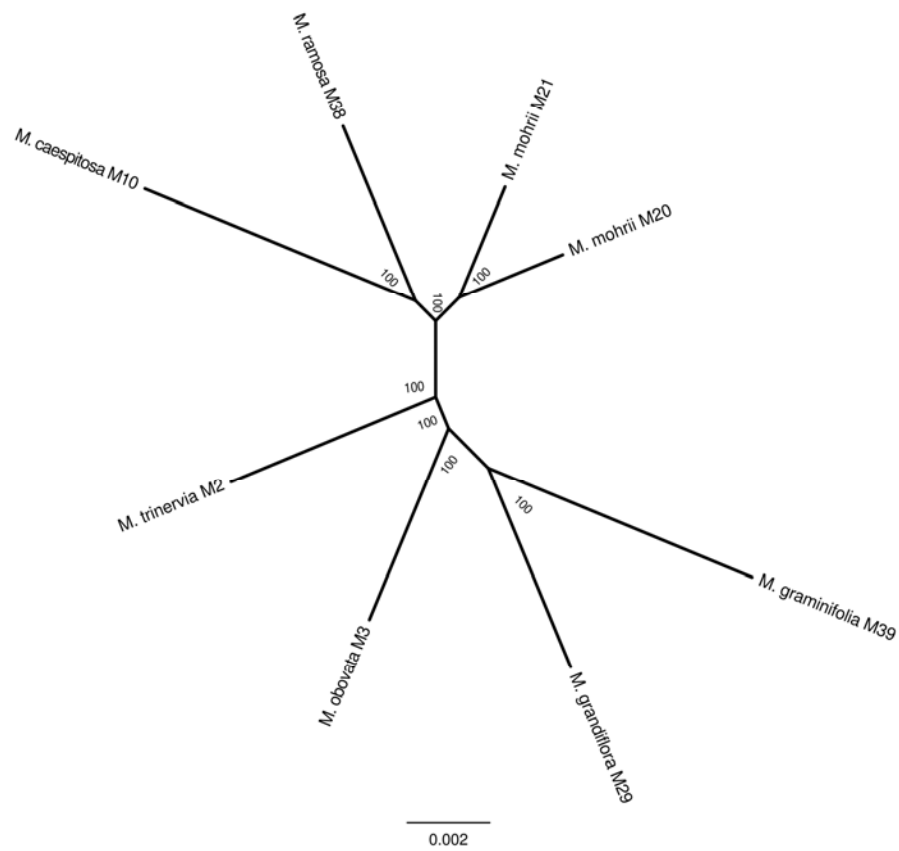 M. ramosa M38
M. mohrii M21
M. caespitosa M10
M. mohrii M20
100
100
100
100
100
100
100
M. trinervia M2
M. graminifolia M39
M. obovata M3
M. grandiflora M29
0.002